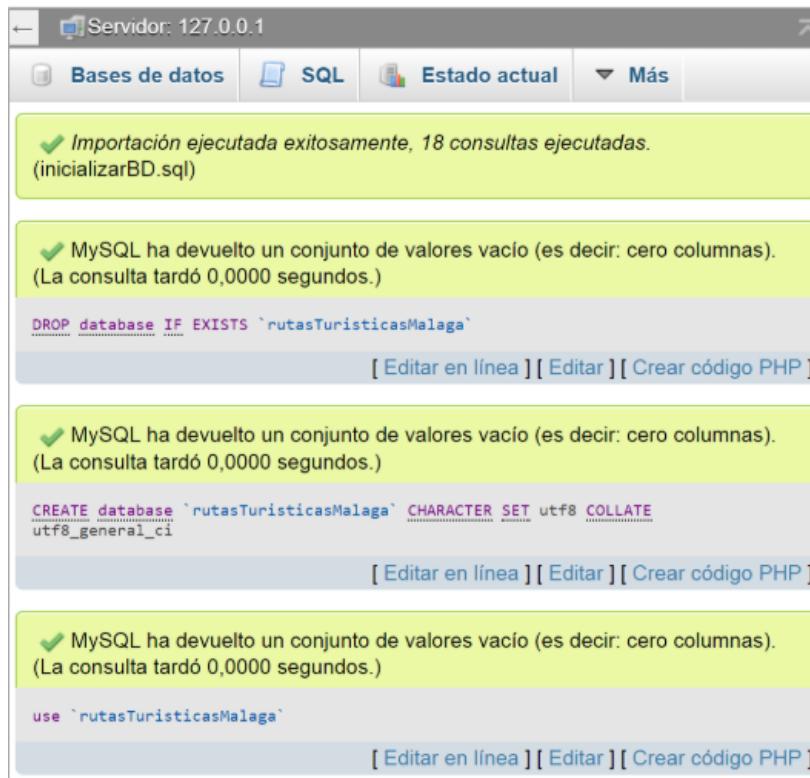 Servidor: 127.0.0.1
Bases de datos SQL Estado actual Más
Importación ejecutada exitosamente, 18 consultas ejecutadas.
(inicializarBD.sql)
MySQL ha devuelto un conjunto de valores vacío (es decir: cero columnas).
(La consulta tardó 0,0000 segundos.)
DROP database IF EXISTS `rutasTuristicasMalaga`
[ Editar en línea ] [ Editar ] [ Crear código PHP ]
MySQL ha devuelto un conjunto de valores vacío (es decir: cero columnas).
(La consulta tardó 0,0000 segundos.)
CREATE database `rutasTuristicasMalaga` CHARACTER SET utf8 COLLATE
utf8_general_ci
[ Editar en línea ] [ Editar ] [ Crear código PHP ]
MySQL ha devuelto un conjunto de valores vacío (es decir: cero columnas).
(La consulta tardó 0,0000 segundos.)
use `rutasTuristicasMalaga`
[ Editar en línea ] [ Editar ] [ Crear código PHP ]